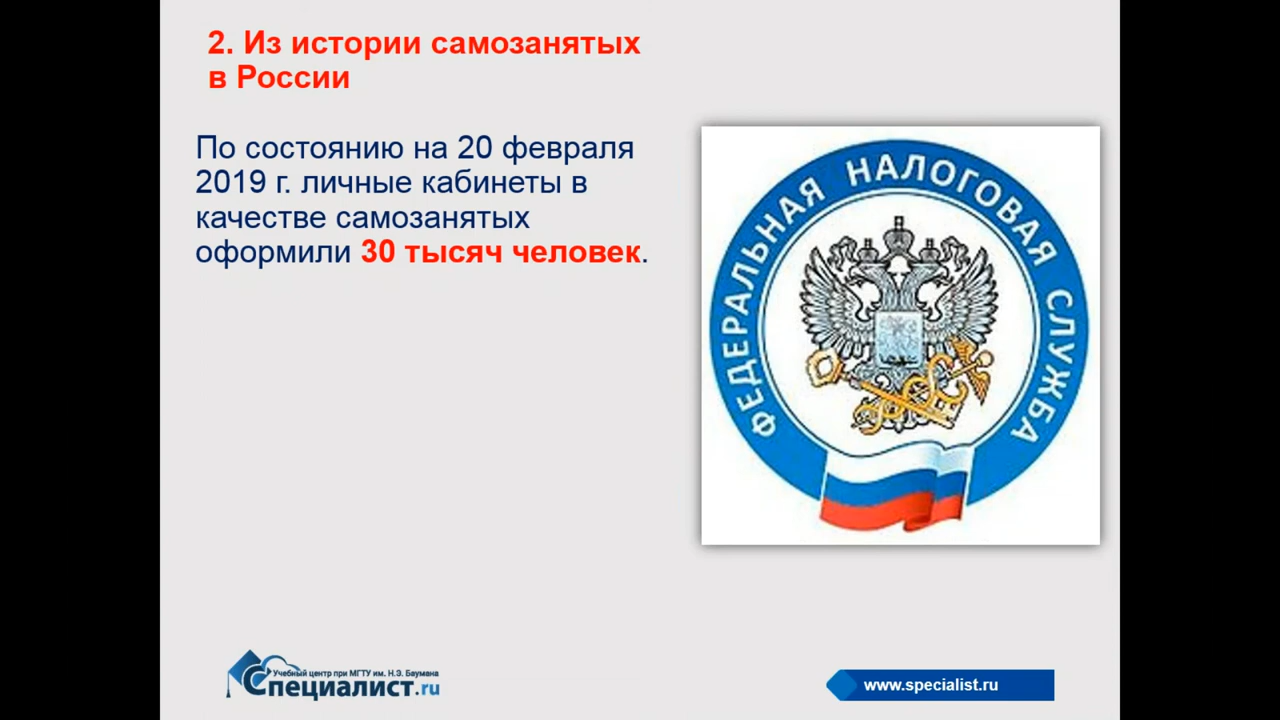 2. Из истории самозанятых
в России
По состоянию на 20 февраля
2019 г. личные кабинеты в
качестве самозанятых
оформили 30 тысяч человек.
ФЕДЕРАЛЬНАЯ НАЛОГОВАЯ СЛУЖБА
Учебный центр при МГТУ им. Н.Э. Баумана
Специалист.ru
www.specialist.ru